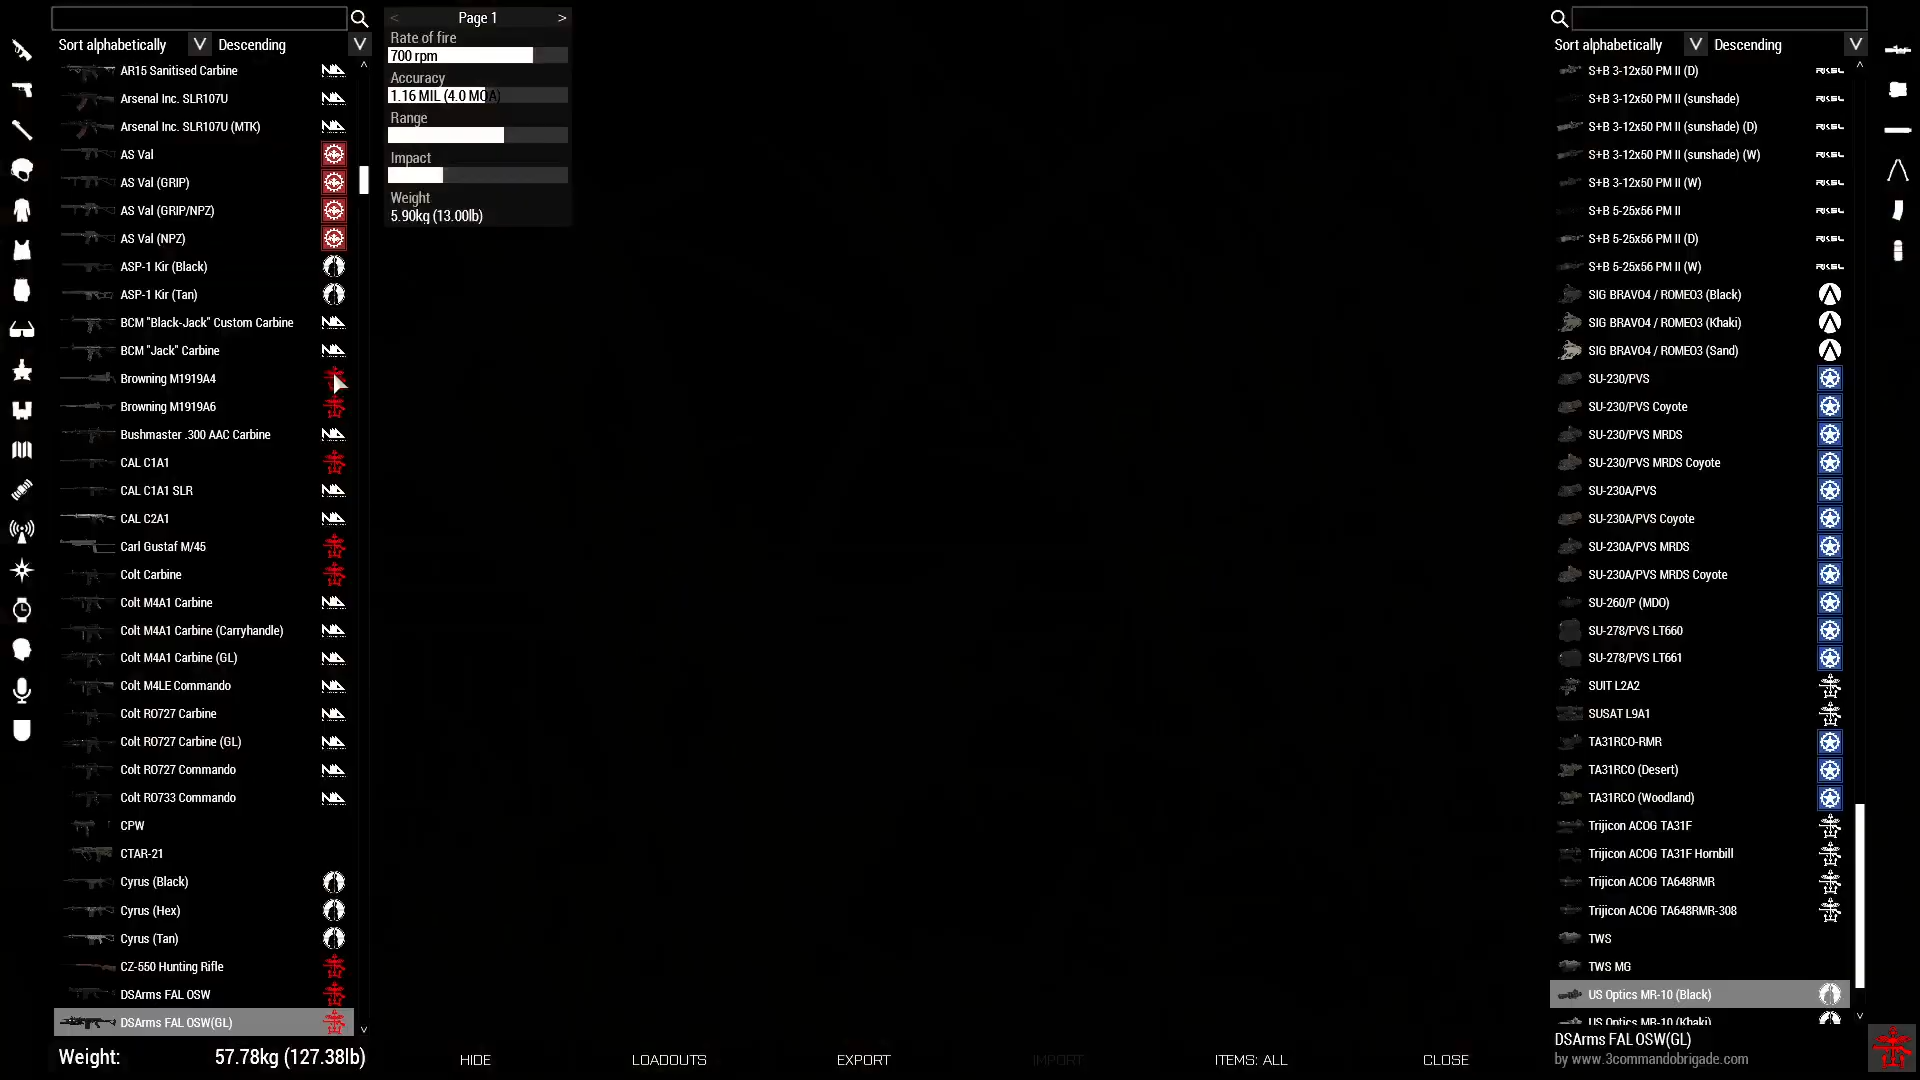 Sort alphabetically
Descending
AR15 Sanitised Carbine
Arsenal Inc. SLR107U
Arsenal Inc. SLR107U (MTK)
AS Val
AS Val (GRIP)
AS Val (GRIP/NPZ)
AS Val (NPZ)
ASP-1 Kir (Black)
ASP-1 Kir (Tan)
BCM "Black-Jack" Custom Carbine
BCM "Jack" Carbine
Browning M1919A4
Browning M1919A6
Bushmaster .300 AAC Carbine
CAL C1A1
CAL C1A1 SLR
CAL C2A1
Carl Gustaf M/45
Colt Carbine
Colt M4A1 Carbine
Colt M4A1 Carbine (Carryhandle)
Colt M4A1 Carbine (GL)
Colt M4LE Commando
Colt RO727 Carbine
Colt RO727 Carbine (GL)
Colt RO727 Commando
Colt RO733 Commando
CPW
CTAR-21
Cyrus (Black)
Cyrus (Hex)
Cyrus (Tan)
CZ-550 Hunting Rifle
DSArms FAL OSW
DSArms FAL OSW(GL)
Weight: 57.78kg (127.38lb)
< Page 1 >
Rate of fire
700 rpm
Accuracy
1.16 MIL (4.0 MOA)
Range
Impact
Weight
5.90kg (13.00lb)
HIDE
LOADOUTS
EXPORT
IMPORT
ITEMS: ALL
CLOSE
Sort alphabetically
Descending
S+B 3-12x50 PM II (D)
S+B 3-12x50 PM II (sunshade)
S+B 3-12x50 PM II (sunshade) (D)
S+B 3-12x50 PM II (sunshade) (W)
S+B 3-12x50 PM II (W)
S+B 5-25x56 PM II
S+B 5-25x56 PM II (D)
S+B 5-25x56 PM II (W)
SIG BRAVO4 / ROMEO3 (Black)
SIG BRAVO4 / ROMEO3 (Khaki)
SIG BRAVO4 / ROMEO3 (Sand)
SU-230/PVS
SU-230/PVS Coyote
SU-230/PVS MRDS
SU-230/PVS MRDS Coyote
SU-230A/PVS
SU-230A/PVS Coyote
SU-230A/PVS MRDS
SU-230A/PVS MRDS Coyote
SU-260/P (MDO)
SU-278/PVS LT660
SU-278/PVS LT661
SUIT L2A2
SUSAT L9A1
TA31RCO-RMR
TA31RCO (Desert)
TA31RCO (Woodland)
Trijicon ACOG TA31F
Trijicon ACOG TA31F Hornbill
Trijicon ACOG TA648RMR
Trijicon ACOG TA648RMR-308
TWS
TWS MG
US Optics MR-10 (Black)
US Optics MR-10 (Khaki)
DSArms FAL OSW(GL)
by www.3commandobrigade.com